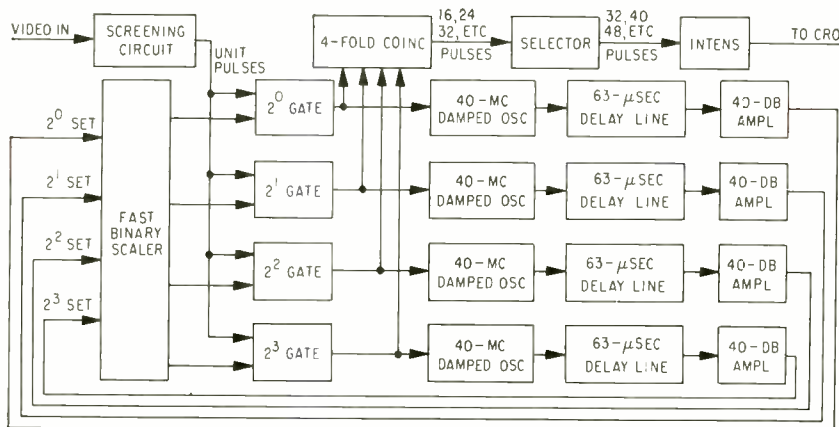 VIDEO IN
SCREENING
CIRCUIT
UNIT
PULSES
4-FOLD COINC
16, 24
32, ETC
PULSES
SELECTOR
32, 40
48, ETC
PULSES
INTENS
TO CRO
2⁰ SET
2¹ SET
2² SET
2³ SET
FAST
BINARY
SCALER
2⁰ GATE
40-MC
DAMPED OSC
63-μSEC
DELAY LINE
40-DB
AMPL
2¹ GATE
40-MC
DAMPED OSC
63-μSEC
DELAY LINE
40-DB
AMPL
2² GATE
40-MC
DAMPED OSC
63-μSEC
DELAY LINE
40-DB
AMPL
2³ GATE
40-MC
DAMPED OSC
63-μSEC
DELAY LINE
40-DB
AMPL